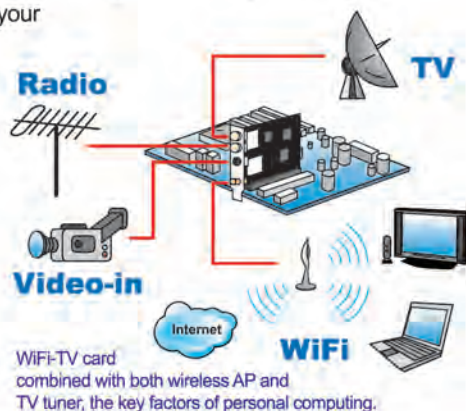 your
Radio
TV
Video-in
Internet
WiFi
WiFi-TV card
combined with both wireless AP and
TV tuner, the key factors of personal computing.